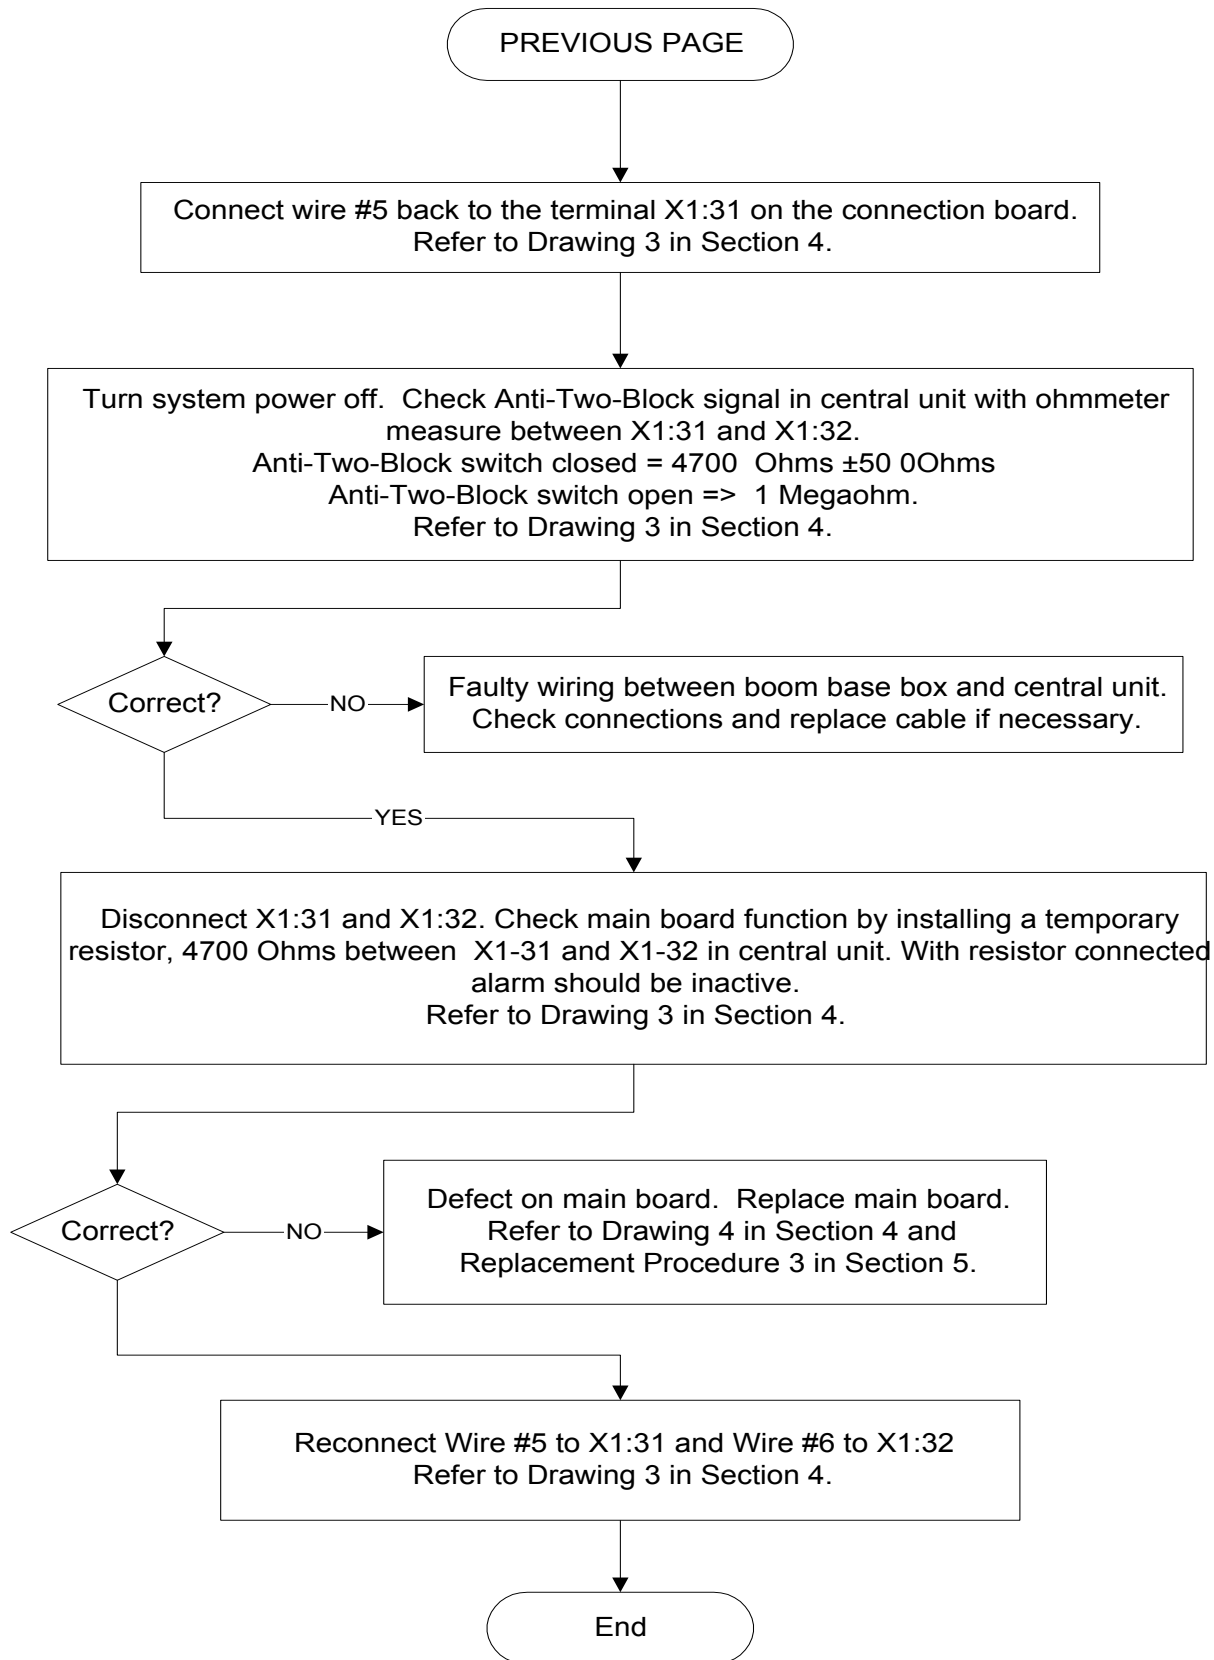 PREVIOUS PAGE
Connect wire #5 back to the terminal X1:31 on the connection board.
Refer to Drawing 3 in Section 4.
Turn system power off.  Check Anti-Two-Block signal in central unit with ohmmeter
measure between X1:31 and X1:32.
Anti-Two-Block switch closed = 4700  Ohms ±50 0Ohms
Anti-Two-Block switch open =>  1 Megaohm.
Refer to Drawing 3 in Section 4.
Correct?
NO
Faulty wiring between boom base box and central unit.
Check connections and replace cable if necessary.
YES
Disconnect X1:31 and X1:32. Check main board function by installing a temporary
resistor, 4700 Ohms between  X1-31 and X1-32 in central unit. With resistor connected
alarm should be inactive.
Refer to Drawing 3 in Section 4.
Correct?
NO
Defect on main board.  Replace main board.
Refer to Drawing 4 in Section 4 and
Replacement Procedure 3 in Section 5.
Reconnect Wire #5 to X1:31 and Wire #6 to X1:32
Refer to Drawing 3 in Section 4.
End